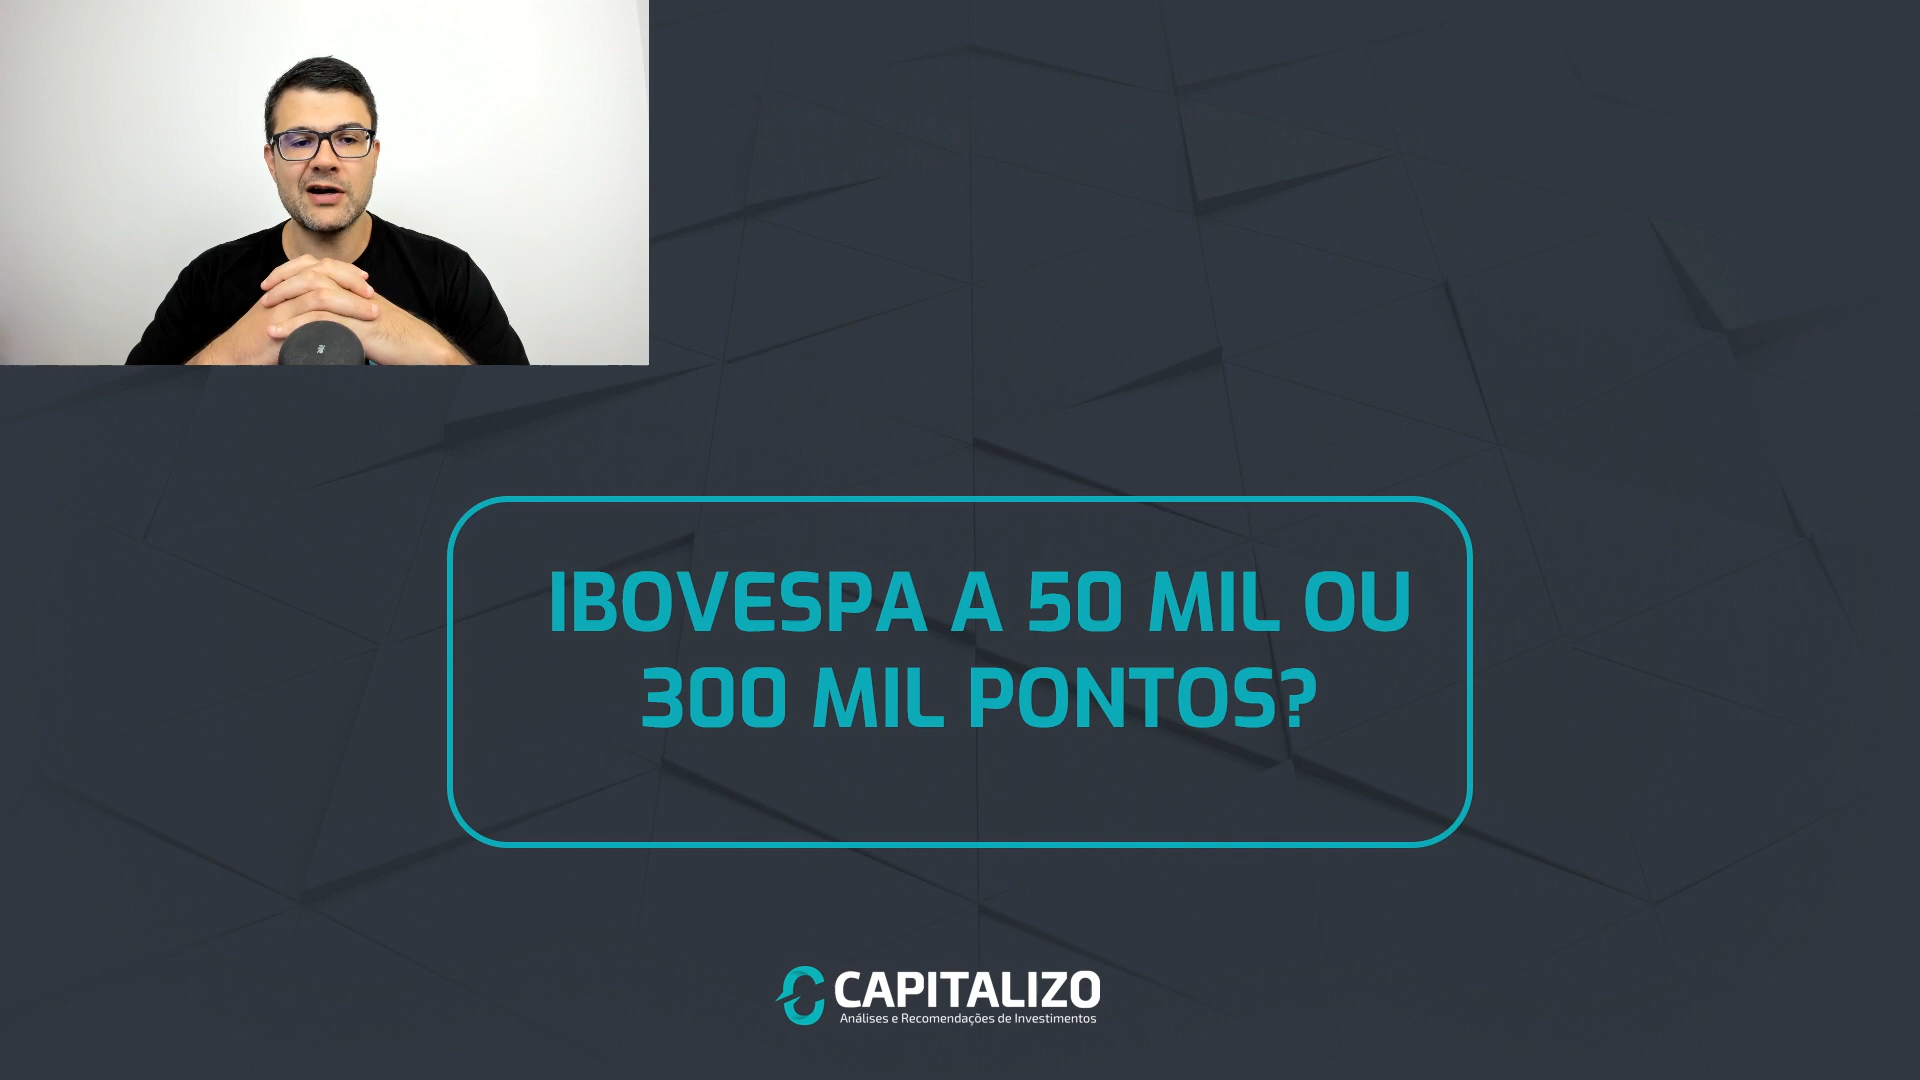 IBOVESPA A 50 MIL OU
300 MIL PONTOS?
CAPITALIZO
Análises e Recomendações de Investimentos